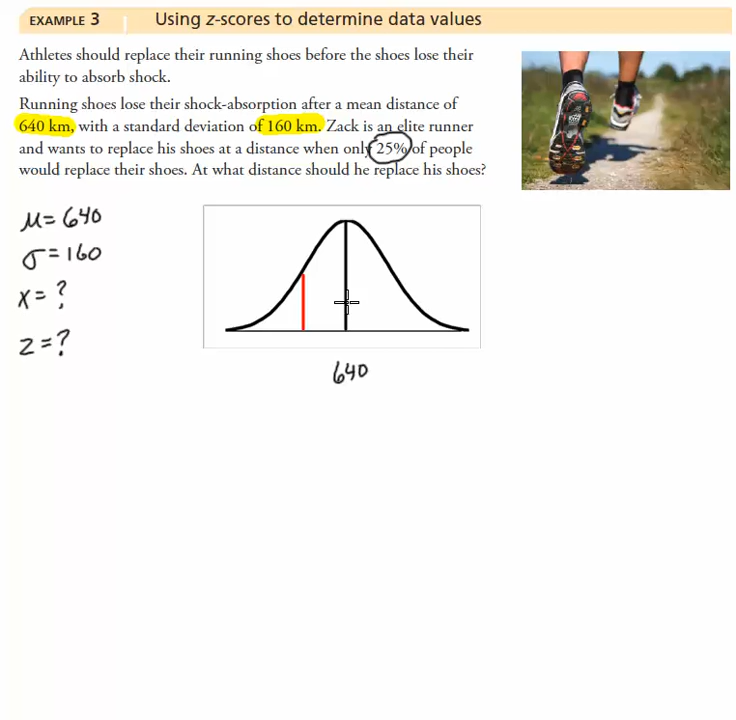 EXAMPLE 3 Using z-scores to determine data values
Athletes should replace their running shoes before the shoes lose their
ability to absorb shock.
Running shoes lose their shock-absorption after a mean distance of
640 km, with a standard deviation of 160 km. Zack is an elite runner
and wants to replace his shoes at a distance when only 25% of people
would replace their shoes. At what distance should he replace his shoes?
μ = 640
σ = 160
x = ?
z = ?
640